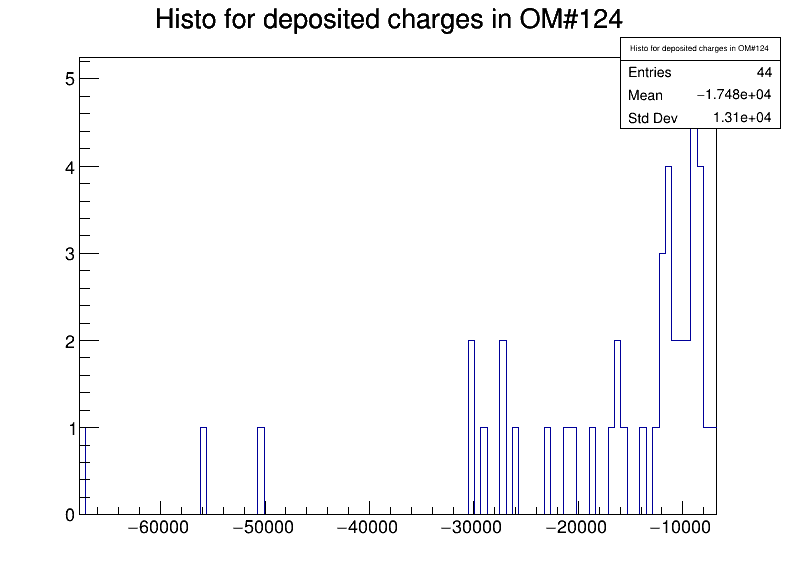 Histo for deposited charges in OM#124
Histo for deposited charges in OM#124
Entries 44
Mean −1.748e+04
Std Dev 1.31e+04
5
4
3
2
1
0
−60000 −50000 −40000 −30000 −20000 −10000